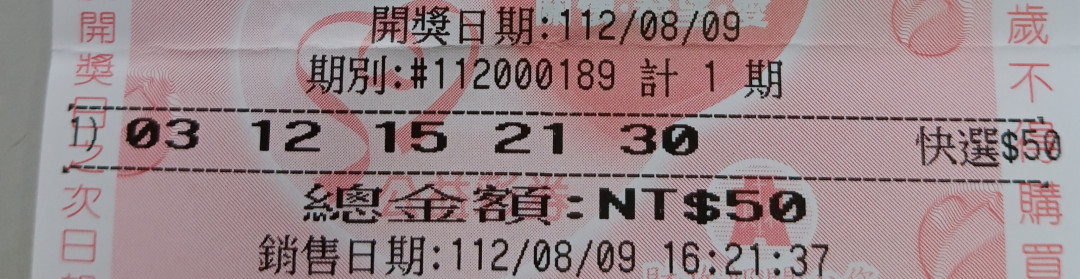 開獎日期:112/08/09
期別:#112000189 計 1 期
1) 03 12 15 21 30 快選$50
總金額:NT$50
銷售日期:112/08/09 16:21:37
開獎日之次日
歲不得購買